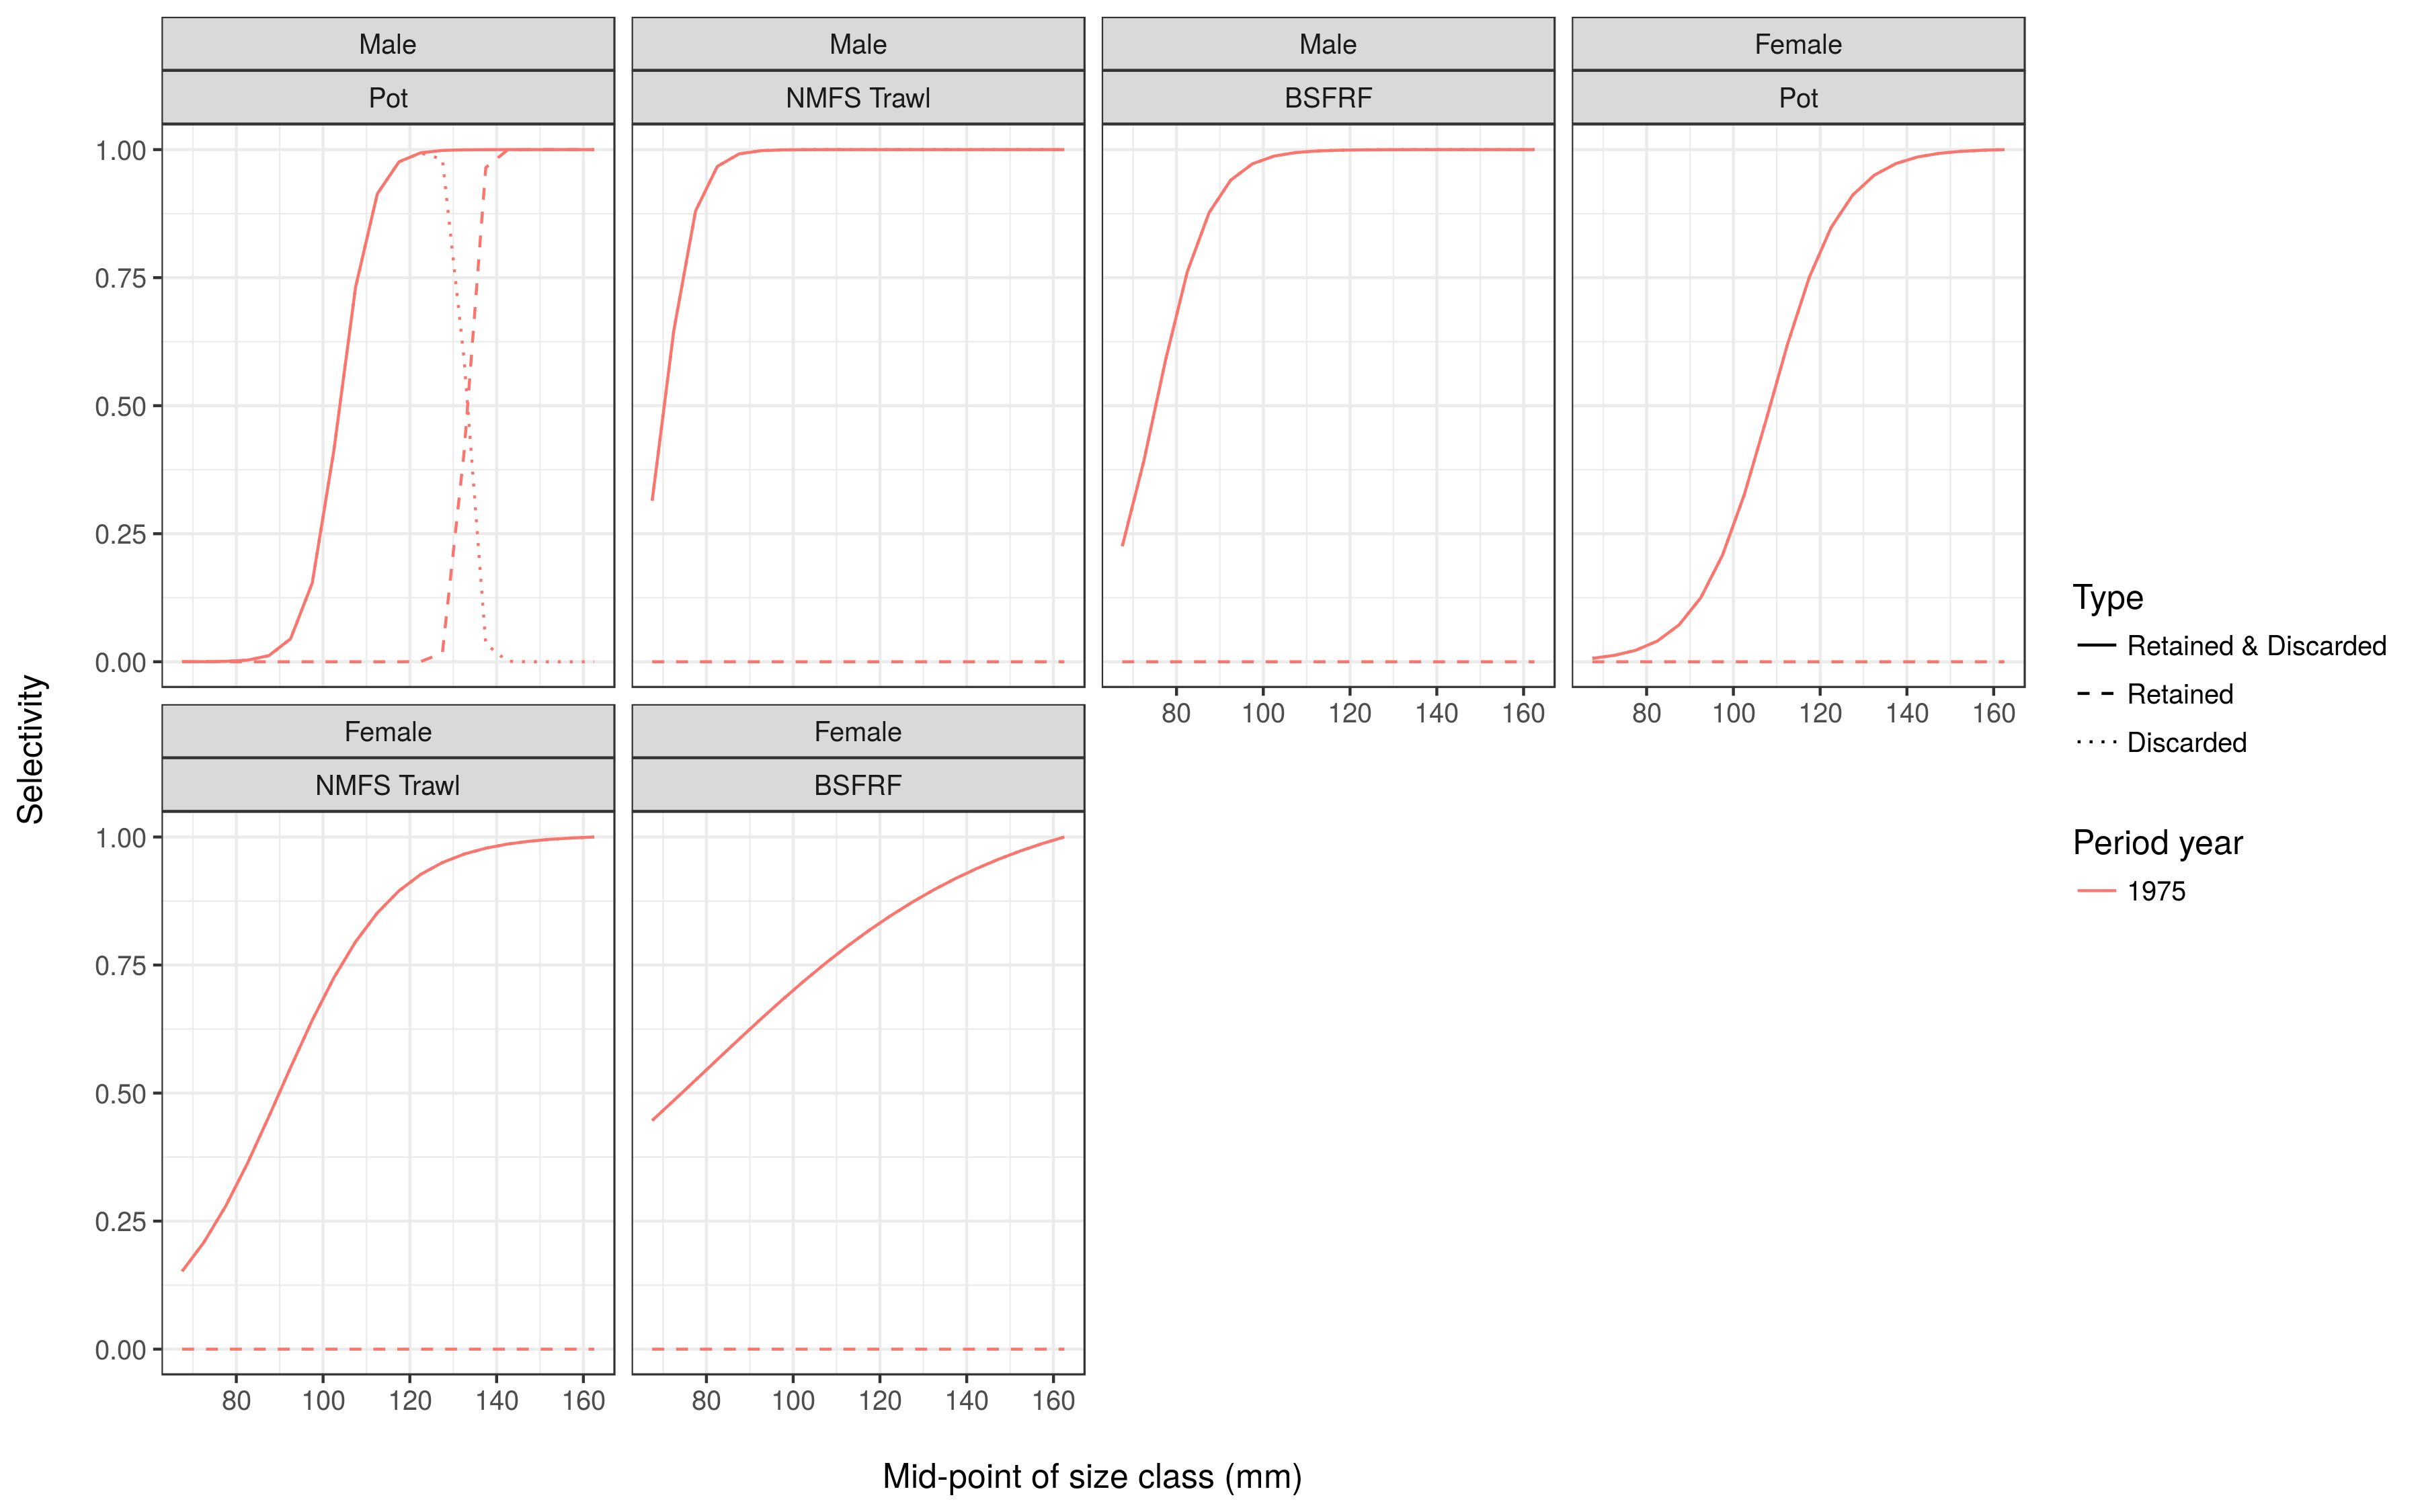 Male
Male
Male
Female
Pot
NMFS Trawl
BSFRF
Pot
1.00
0.75
0.50
0.25
0.00
80 100 120 140 160
80 100 120 140 160
Female
Female
NMFS Trawl
BSFRF
1.00
0.75
0.50
0.25
0.00
80 100 120 140 160
80 100 120 140 160
Selectivity
Mid-point of size class (mm)
Type
Retained & Discarded
Retained
Discarded
Period year
1975